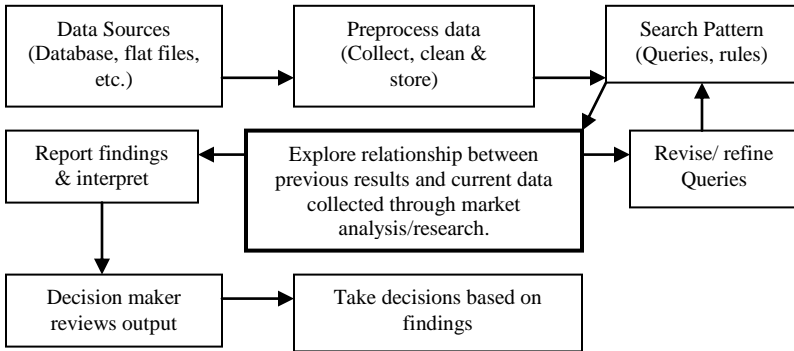 Data Sources
(Database, flat files,
etc.)
Preprocess data
(Collect, clean &
store)
Search Pattern
(Queries, rules)
Report findings
& interpret
Explore relationship between
previous results and current data
collected through market
analysis/research.
Revise/ refine
Queries
Decision maker
reviews output
Take decisions based on
findings